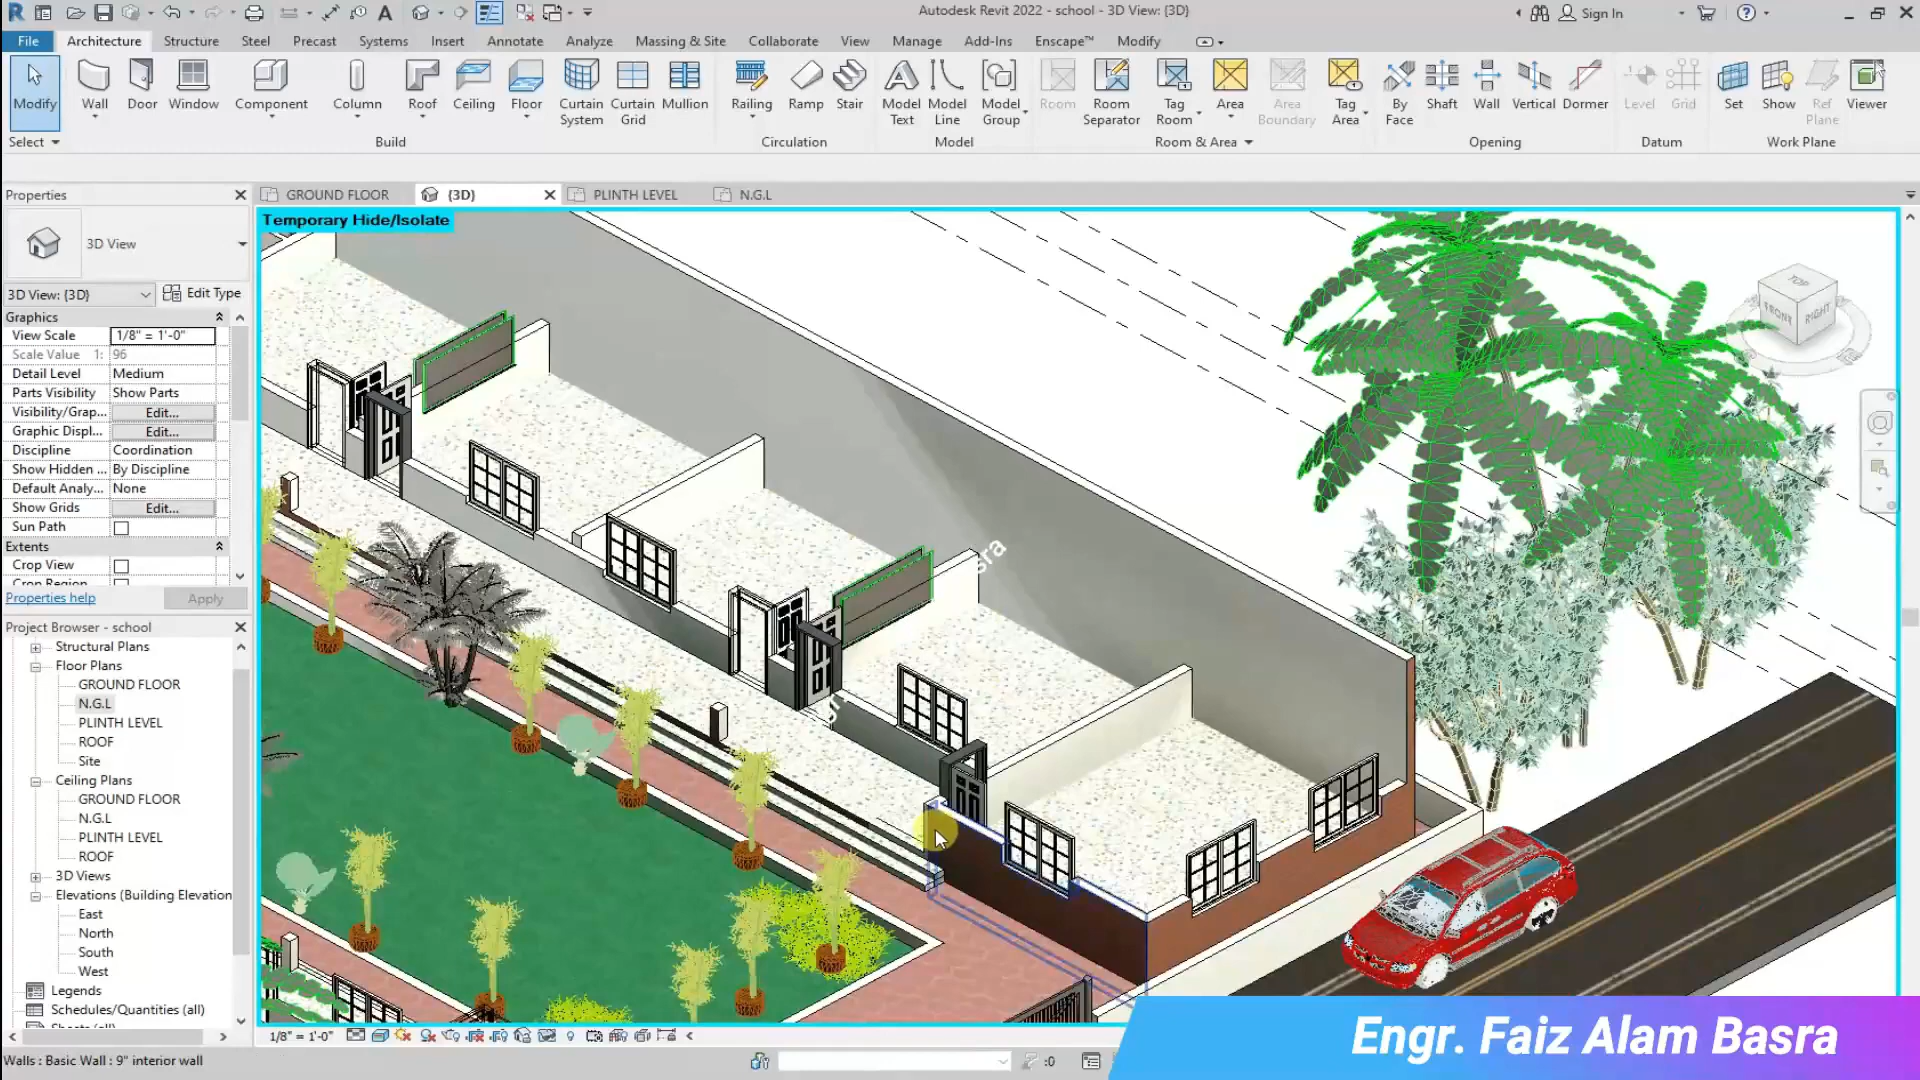 Autodesk Revit 2022 - school - 3D View: {3D}
Sign In
File Architecture Structure Steel Precast Systems Insert Annotate Analyze Massing & Site Collaborate View Manage Add-Ins Enscape™ Modify
Modify Wall Door Window Component Column Roof Ceiling Floor Curtain System Curtain Grid Mullion Railing Ramp Stair Model Text Model Line Model Group Room Room Separator Tag Room Area Area Boundary Tag Area By Face Shaft Wall Vertical Dormer Level Grid Set Show Ref Plane Viewer
Select Build Circulation Model Room & Area Opening Datum Work Plane
Properties
GROUND FLOOR {3D} PLINTH LEVEL N.G.L
Temporary Hide/Isolate
3D View
3D View: {3D} Edit Type
Graphics
View Scale 1/8" = 1'-0"
Scale Value 1: 96
Detail Level Medium
Parts Visibility Show Parts
Visibility/Grap... Edit...
Graphic Displ... Edit...
Discipline Coordination
Show Hidden ... By Discipline
Default Analy... None
Show Grids Edit...
Sun Path
Extents
Crop View
Crop Region
Properties help Apply
Project Browser - school
Structural Plans
Floor Plans
GROUND FLOOR
N.G.L
PLINTH LEVEL
ROOF
Site
Ceiling Plans
GROUND FLOOR
N.G.L
PLINTH LEVEL
ROOF
3D Views
Elevations (Building Elevation
East
North
South
West
Legends
Schedules/Quantities (all)
Sheets (all)
TOP
FRONT
RIGHT
1/8" = 1'-0"
Walls : Basic Wall : 9" interior wall
:0
Engr. Faiz Alam Basra